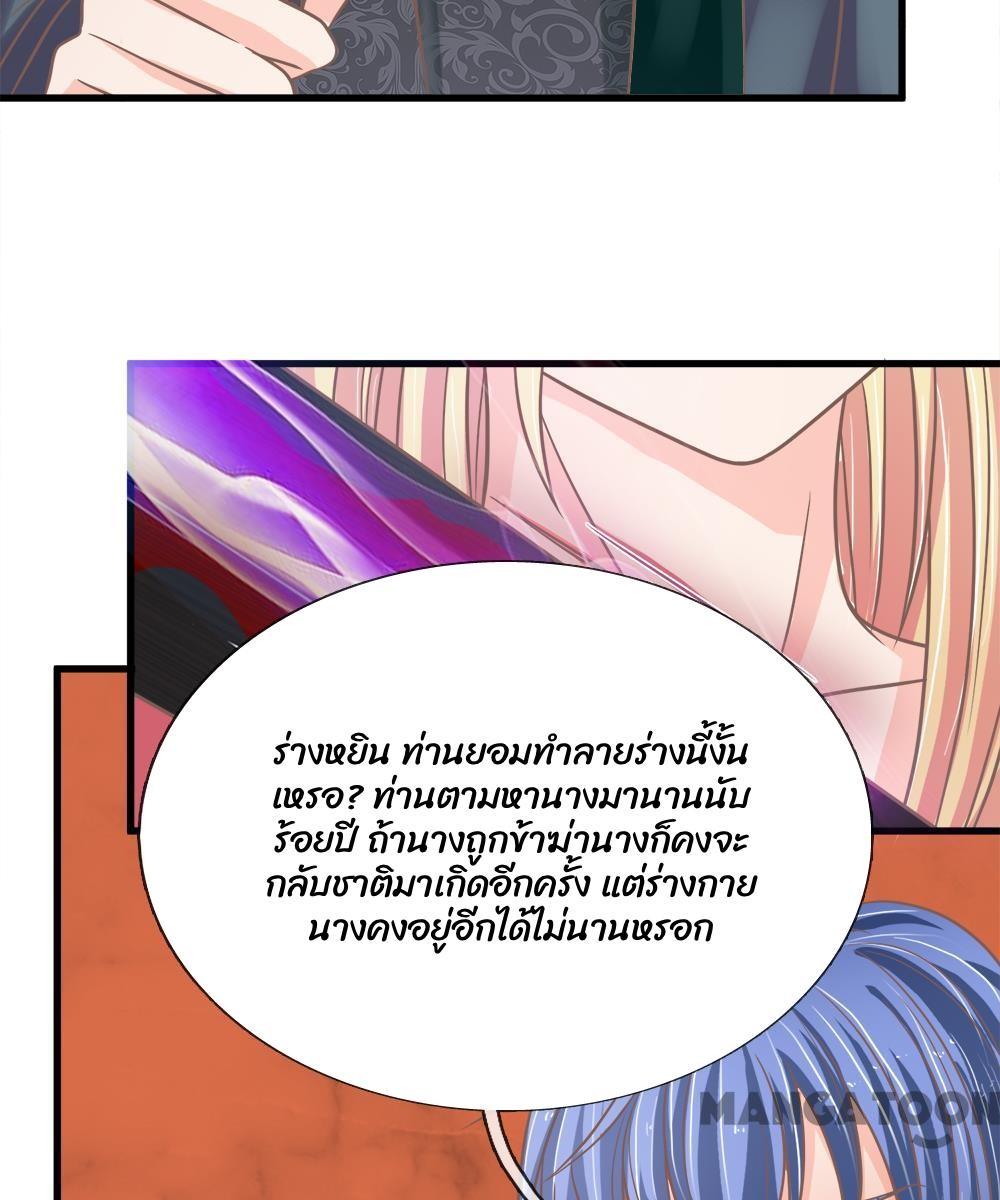 ร่างหยิน ท่านยอมทำลายร่างนี้งั้น
เหรอ? ท่านตามหานางมานานนับ
ร้อยปี ถ้านางถูกข้าฆ่านางก็คงจะ
กลับชาติมาเกิดอีกครั้ง แต่ร่างกาย
นางคงอยู่อีกได้ไม่นานหรอก
MANGATOON